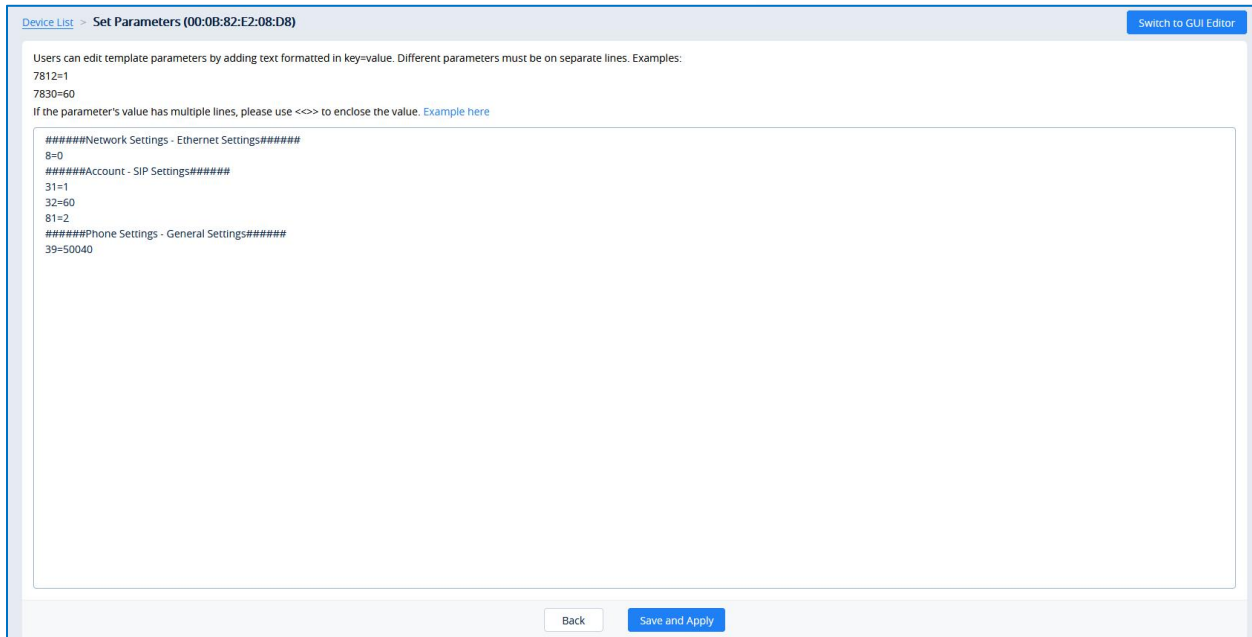 Device List > Set Parameters (00:0B:82:E2:08:D8)
Switch to GUI Editor
Users can edit template parameters by adding text formatted in key=value. Different parameters must be on separate lines. Examples:
7812=1
7830=60
If the parameter's value has multiple lines, please use <<>> to enclose the value. Example here
######Network Settings - Ethernet Settings######
8=0
######Account - SIP Settings######
31=1
32=60
81=2
######Phone Settings - General Settings######
39=50040
Back
Save and Apply